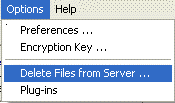 Options Help
Preferences ...
Encryption Key ...
Delete Files from Server ...
Plug-ins